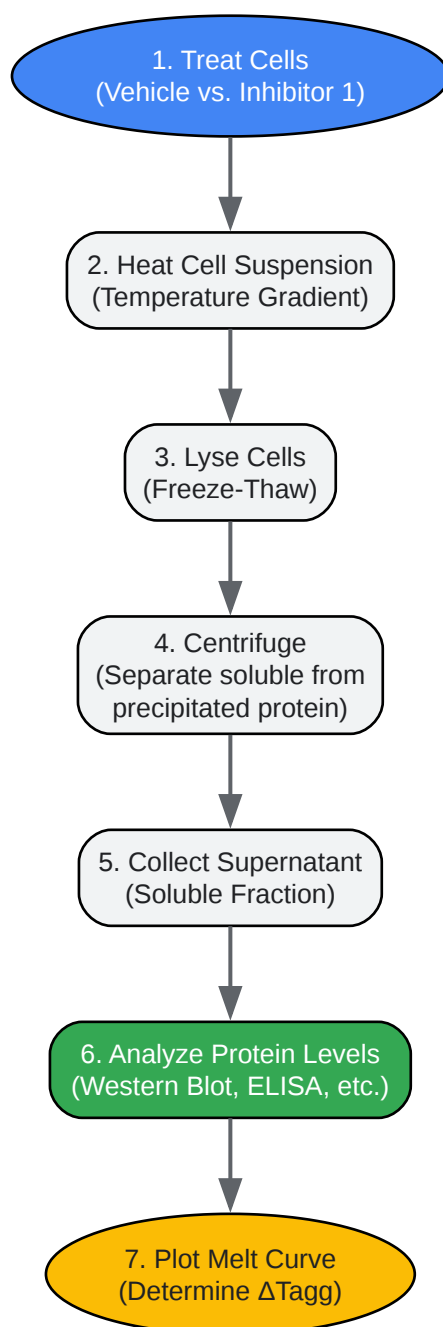 1. Treat Cells
(Vehicle vs. Inhibitor 1)
2. Heat Cell Suspension
(Temperature Gradient)
3. Lyse Cells
(Freeze-Thaw)
4. Centrifuge
(Separate soluble from
precipitated protein)
5. Collect Supernatant
(Soluble Fraction)
6. Analyze Protein Levels
(Western Blot, ELISA, etc.)
7. Plot Melt Curve
(Determine ΔTagg)